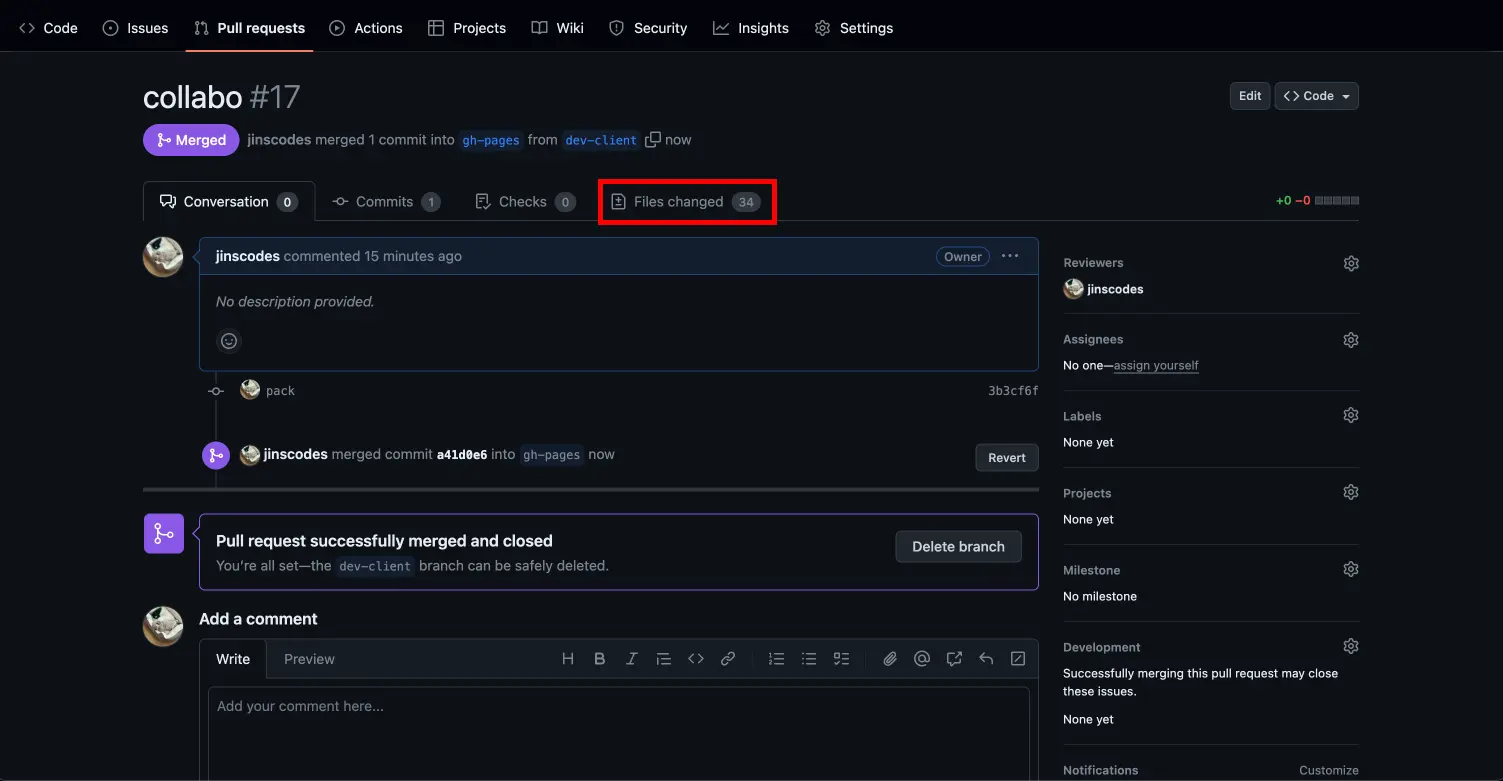 Code Issues Pull requests Actions Projects Wiki Security Insights Settings
collabo #17
Edit Code
Merged jinscodes merged 1 commit into gh-pages from dev-client now
Conversation 0 Commits 1 Checks 0 Files changed 34
+0 −0
jinscodes commented 15 minutes ago
Owner
No description provided.
pack
3b3cf6f
jinscodes merged commit a41d0e6 into gh-pages now
Revert
Pull request successfully merged and closed
You're all set—the dev-client branch can be safely deleted.
Delete branch
Add a comment
Write Preview
Add your comment here...
Reviewers
jinscodes
Assignees
No one—assign yourself
Labels
None yet
Projects
None yet
Milestone
No milestone
Development
Successfully merging this pull request may close
these issues.
None yet
Notifications Customize